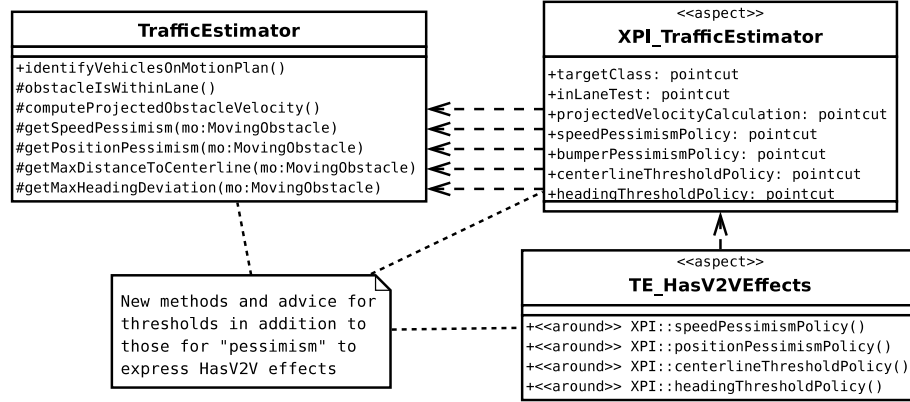 TrafficEstimator
+identifyVehiclesOnMotionPlan()
#obstacleIsWithinLane()
#computeProjectedObstacleVelocity()
#getSpeedPessimism(mo:MovingObstacle)
#getPositionPessimism(mo:MovingObstacle)
#getMaxDistanceToCenterline(mo:MovingObstacle)
#getMaxHeadingDeviation(mo:MovingObstacle)
<<aspect>>
XPI_TrafficEstimator
+targetClass: pointcut
+inLaneTest: pointcut
+projectedVelocityCalculation: pointcut
+speedPessimismPolicy: pointcut
+bumperPessimismPolicy: pointcut
+centerlineThresholdPolicy: pointcut
+headingThresholdPolicy: pointcut
New methods and advice for
thresholds in addition to
those for "pessimism" to
express HasV2V effects
<<aspect>>
TE_HasV2VEffects
+<<around>> XPI::speedPessimismPolicy()
+<<around>> XPI::positionPessimismPolicy()
+<<around>> XPI::centerlineThresholdPolicy()
+<<around>> XPI::headingThresholdPolicy()